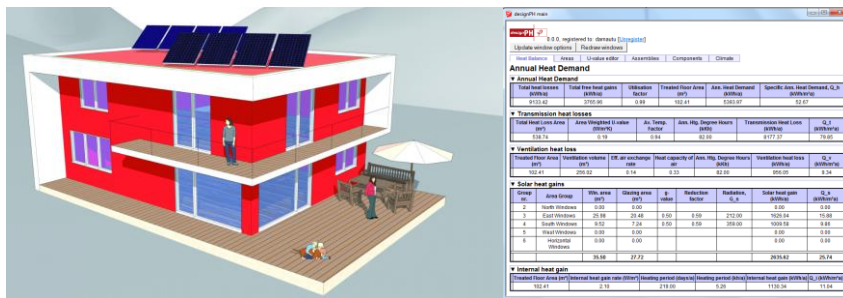 designPH main
designPH
0.0.0, registered to damautu [Unregister]
Update window options Redraw windows
Heat Balance Areas U-value editor Assemblies Components Climate
Annual Heat Demand
▼ Annual Heat Demand
Total heat losses (kWh/a) Total free heat gains (kWh/a) Utilisation factor Treated Floor Area (m²) Ann. Heat Demand (kWh/a) Specific Ann. Heat Demand, Q_h (kWh/m²a)
9133.42 3765.96 0.99 102.41 5393.97 52.67
▼ Transmission heat losses
Total Heat Loss Area (m²) Area Weighted U-value (W/m²K) Av. Temp. Factor Ann. Htg. Degree Hours (kKh) Transmission Heat Loss (kWh/a) Q_t (kWh/m²a)
538.74 0.19 0.94 82.00 8177.37 79.85
▼ Ventilation heat loss
Treated Floor Area (m²) Ventilation volume (m³) Eff. air exchange rate Heat capacity of air Ann. Htg. Degree Hours (kKh) Ventilation heat loss (kWh/a) Q_v (kWh/m²a)
102.41 256.02 0.14 0.33 82.00 956.05 9.34
▼ Solar heat gains
Group nr. Area Group Win. area (m²) Glazing area (m²) g-value Reduction factor Radiation, G_s Solar heat gain (kWh/a) Q_s (kWh/m²a)
2 North Windows 0.00 0.00 0.00 0.00
3 East Windows 25.98 20.48 0.50 0.59 212.00 1626.04 15.88
4 South Windows 9.52 7.24 0.50 0.59 359.00 1009.58 9.86
5 West Windows 0.00 0.00 0.00 0.00
6 Horizontal Windows 0.00 0.00 0.00 0.00
35.50 27.72 2635.62 25.74
▼ Internal heat gain
Treated Floor Area (m²) Internal heat gain rate (W/m²) Heating period (days/a) Heating period (kh/a) Internal heat gain (kWh/a) Q_i (kWh/m²a)
102.41 2.10 219.00 5.26 1130.34 11.04